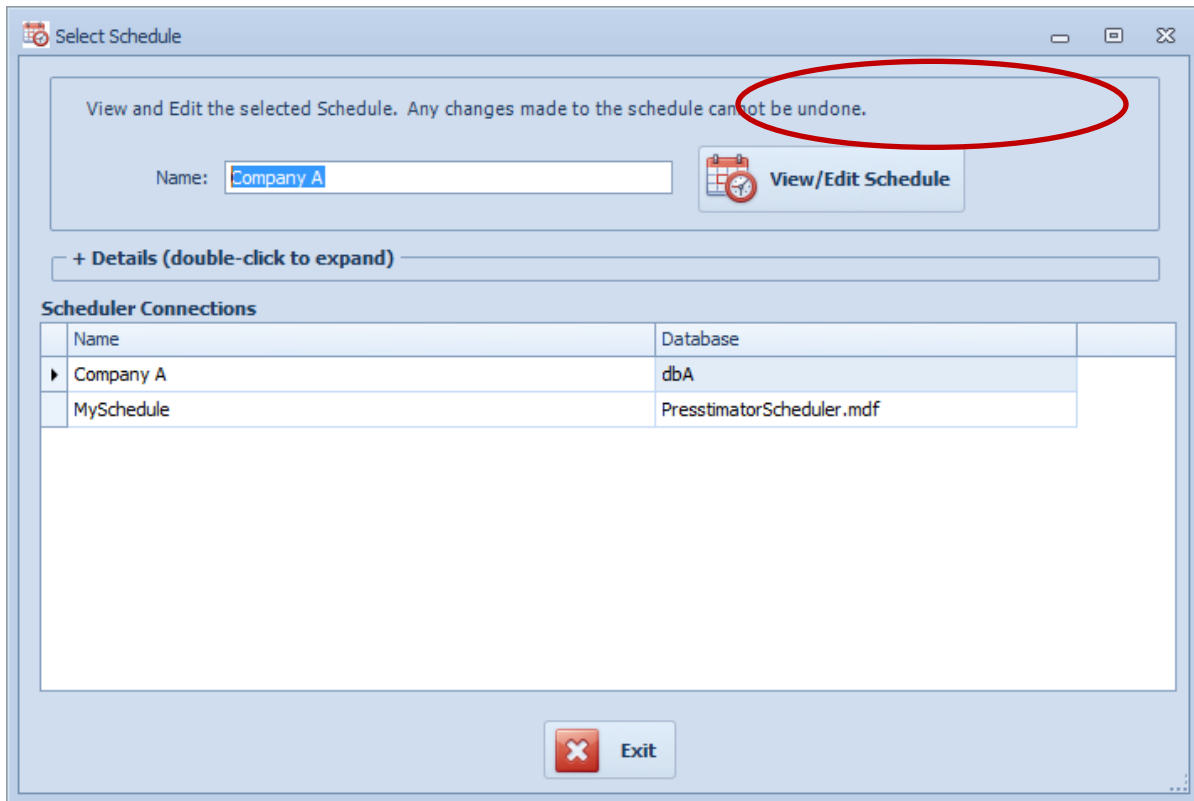 Select Schedule
View and Edit the selected Schedule.  Any changes made to the schedule cannot be undone.
Name: Company A
View/Edit Schedule
+ Details (double-click to expand)
Scheduler Connections
Name Database
Company A dbA
MySchedule PresstimatorScheduler.mdf
Exit